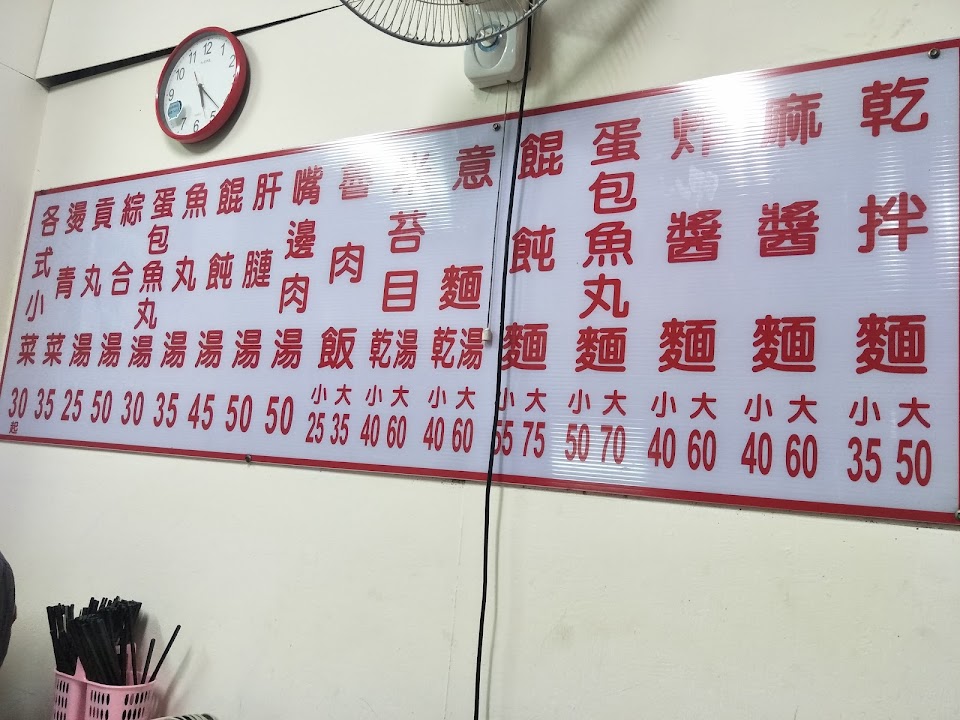 乾拌麵 小35 大50
麻醬麵 小40 大60
炸醬麵 小40 大60
蛋包魚丸麵 小50 大70
餛飩麵 小55 大75
意麵 乾湯 小40 大60
米苔目 乾湯 小40 大60
魯肉飯 小25 大35
嘴邊肉湯 50
肝䐑湯 50
餛飩湯 45
魚丸湯 35
蛋包魚丸湯 30
綜合湯 50
貢丸湯 25
燙青菜 35
各式小菜 30起